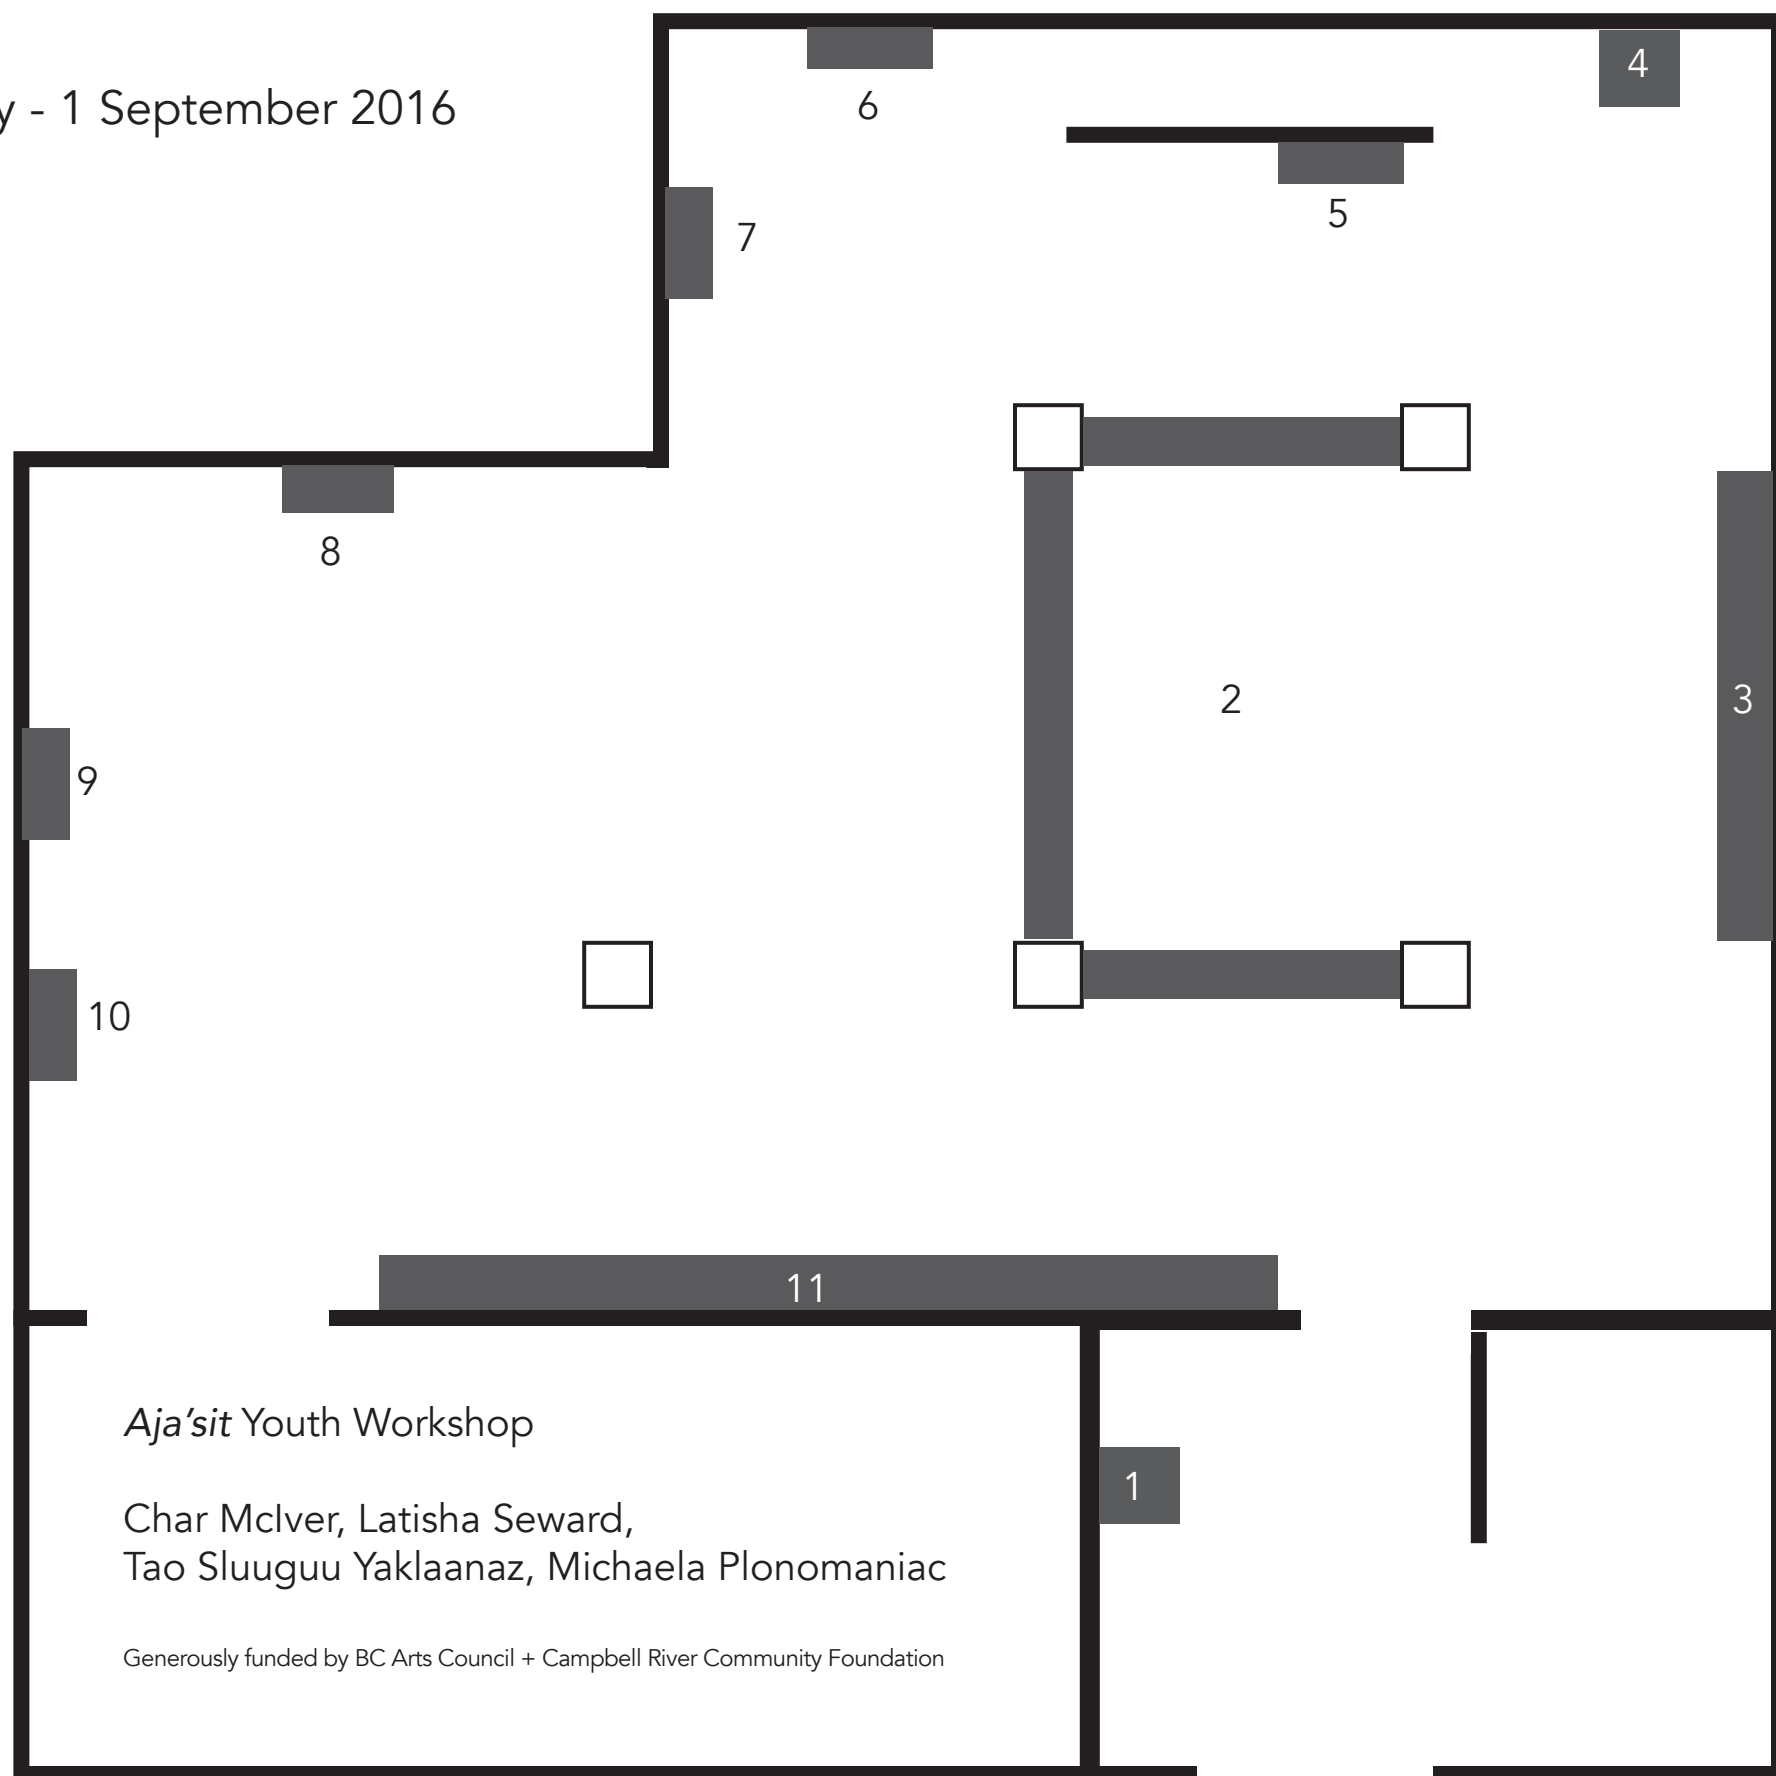 - 1 September 2016
4
6
5
7
8
2
3
9
10
11
Aja’sit Youth Workshop
1
Char McIver, Latisha Seward,
Tao Sluuguu Yaklaanaz, Michaela Plonomaniac
Generously funded by BC Arts Council + Campbell River Community Foundation